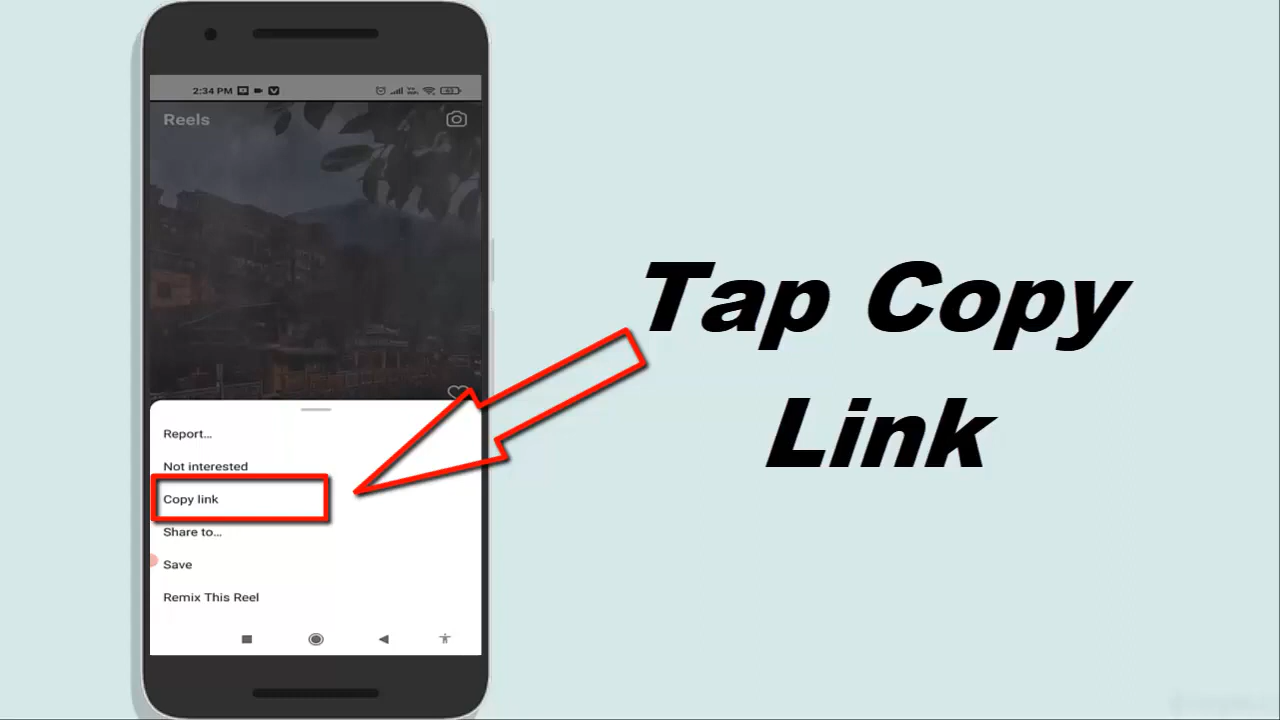 2:34 PM
Reels
Report...
Not interested
Copy link
Share to...
Save
Remix This Reel
Tap Copy
Link